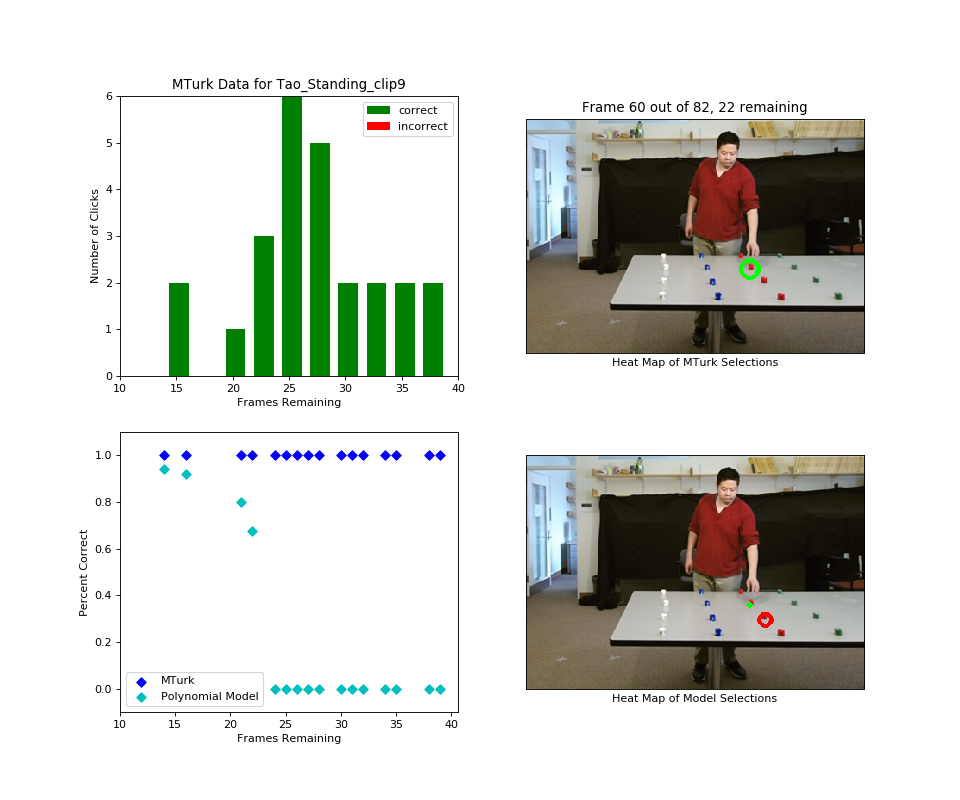 MTurk Data for Tao_Standing_clip9
6
5
4
3
2
1
0
Number of Clicks
correct
incorrect
10 15 20 25 30 35 40
Frames Remaining
Frame 60 out of 82, 22 remaining
Heat Map of MTurk Selections
1.0
0.8
0.6
0.4
0.2
0.0
Percent Correct
MTurk
Polynomial Model
10 15 20 25 30 35 40
Frames Remaining
Heat Map of Model Selections